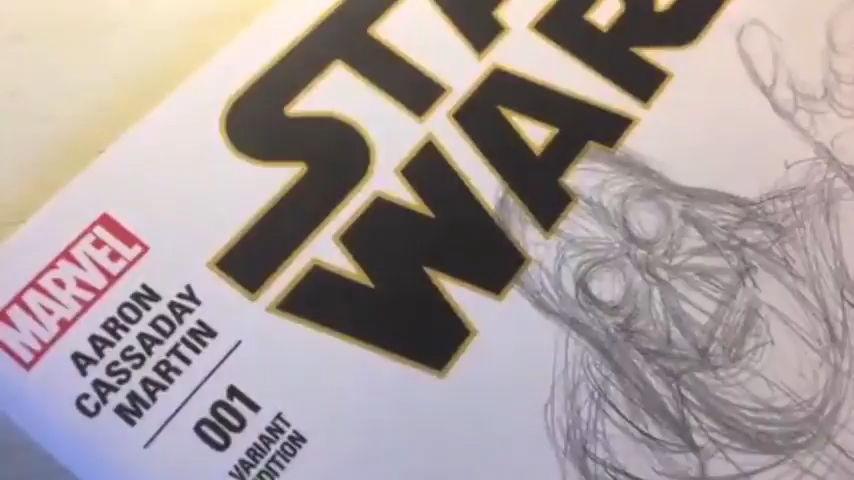 STAR
WARS
MARVEL
AARON
CASSADAY
MARTIN
001
VARIANT
EDITION